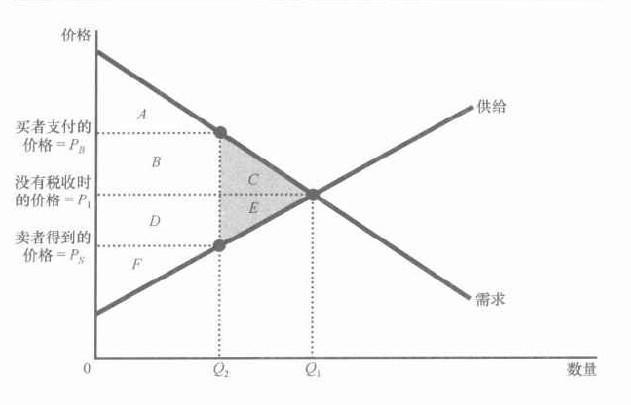 价格
供给
A
买者支付的
价格=P_B
B
C
没有税收时
的价格=P_1
D
E
卖者得到的
价格=P_S
F
需求
0
Q_2
Q_1
数量